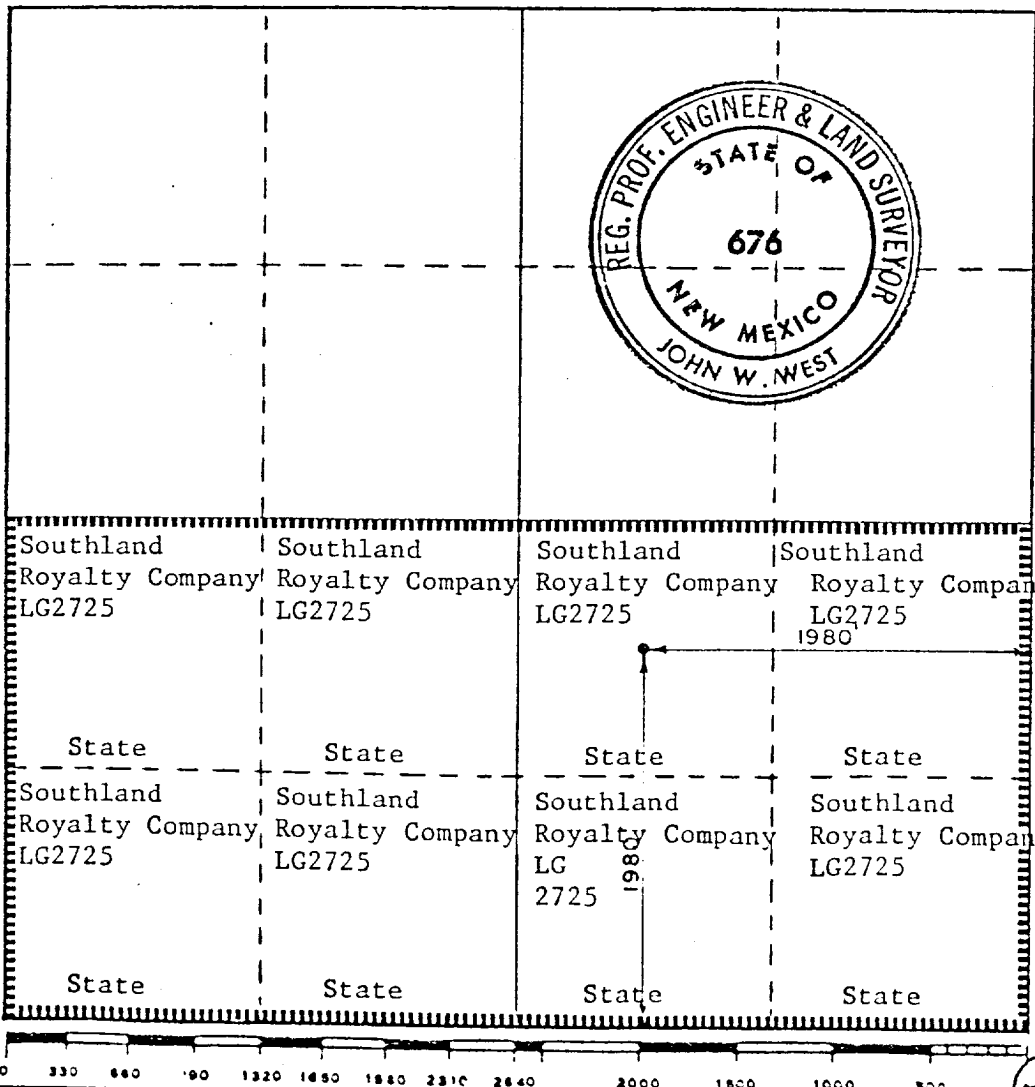 REG. PROF. ENGINEER & LAND SURVEYOR
STATE OF
676
NEW MEXICO
JOHN W. WEST
Southland
Royalty Company
LG2725
State
Southland
Royalty Company
LG2725
State
Southland
Royalty Company
LG2725
State
Southland
Royalty Compan
LG2725
1980'
State
Southland
Royalty Company
LG2725
State
Southland
Royalty Company
LG2725
State
Southland
Royalty Company
LG
2725
1980'
State
Southland
Royalty Compan
LG2725
State
0 330 660 '90 1320 1650 1980 2310 2640 2000 1500 1000